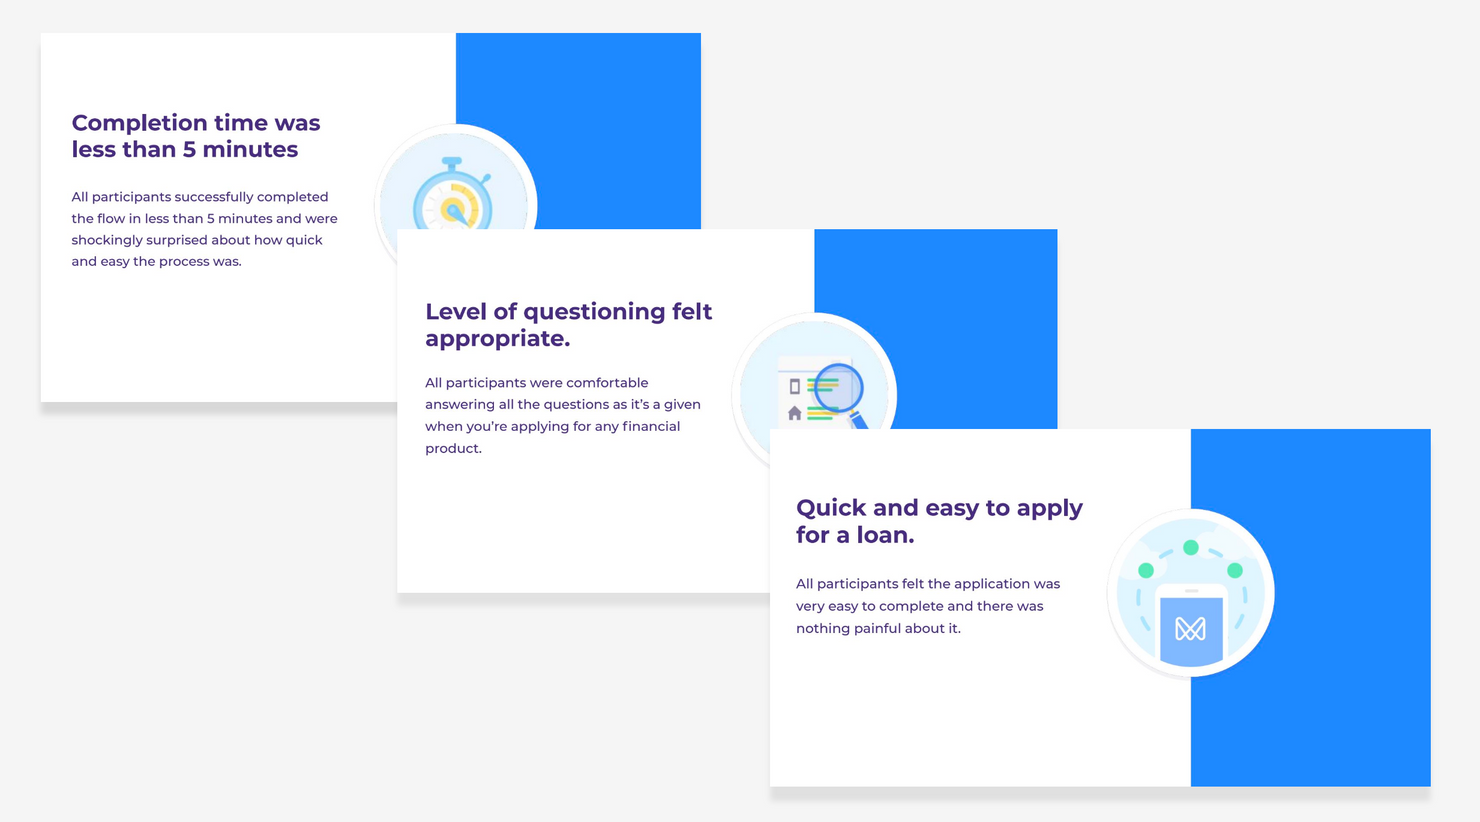 Completion time was
less than 5 minutes
All participants successfully completed
the flow in less than 5 minutes and were
shockingly surprised about how quick
and easy the process was.
Level of questioning felt
appropriate.
All participants were comfortable
answering all the questions as it’s a given
when you’re applying for any financial
product.
Quick and easy to apply
for a loan.
All participants felt the application was
very easy to complete and there was
nothing painful about it.